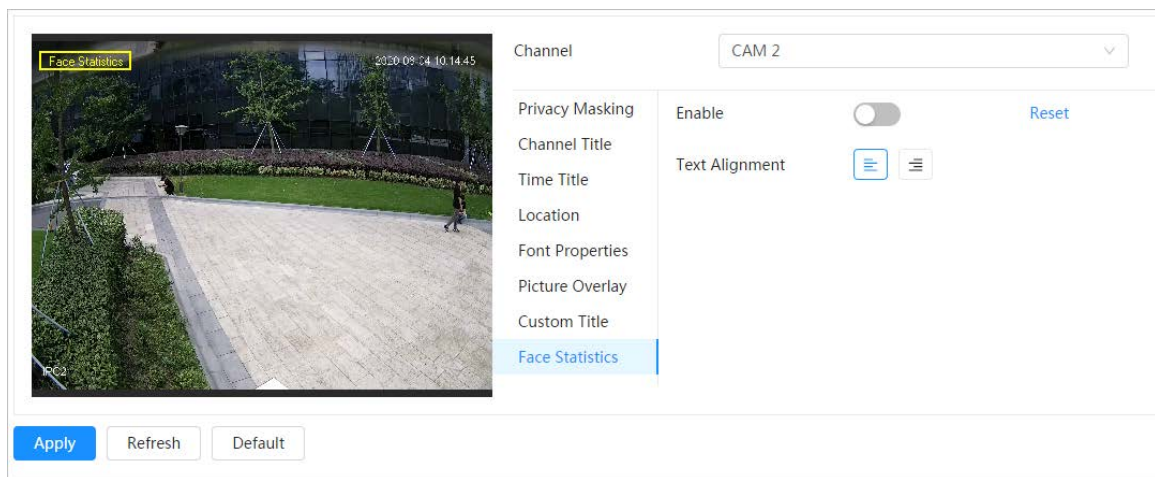 Channel
CAM 2
Face Statistics
2020-09-04 10:14:45
Privacy Masking
Enable
Reset
Channel Title
Text Alignment
Time Title
Location
Font Properties
Picture Overlay
Custom Title
Face Statistics
IPC2
Apply Refresh Default